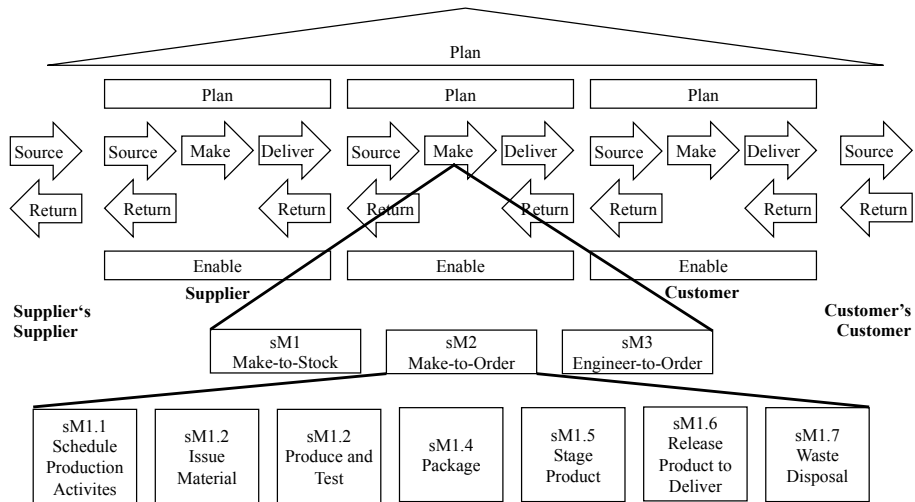 Plan
Plan Plan Plan
Source Source Make Deliver Source Make Deliver Source Make Deliver Source
Return Return Return Return Return Return Return Return
Enable Enable Enable
Supplier Customer
Supplier‘s
Supplier
Customer’s
Customer
sM1
Make-to-Stock
sM2
Make-to-Order
sM3
Engineer-to-Order
sM1.1
Schedule
Production
Activites
sM1.2
Issue
Material
sM1.2
Produce and
Test
sM1.4
Package
sM1.5
Stage
Product
sM1.6
Release
Product to
Deliver
sM1.7
Waste
Disposal